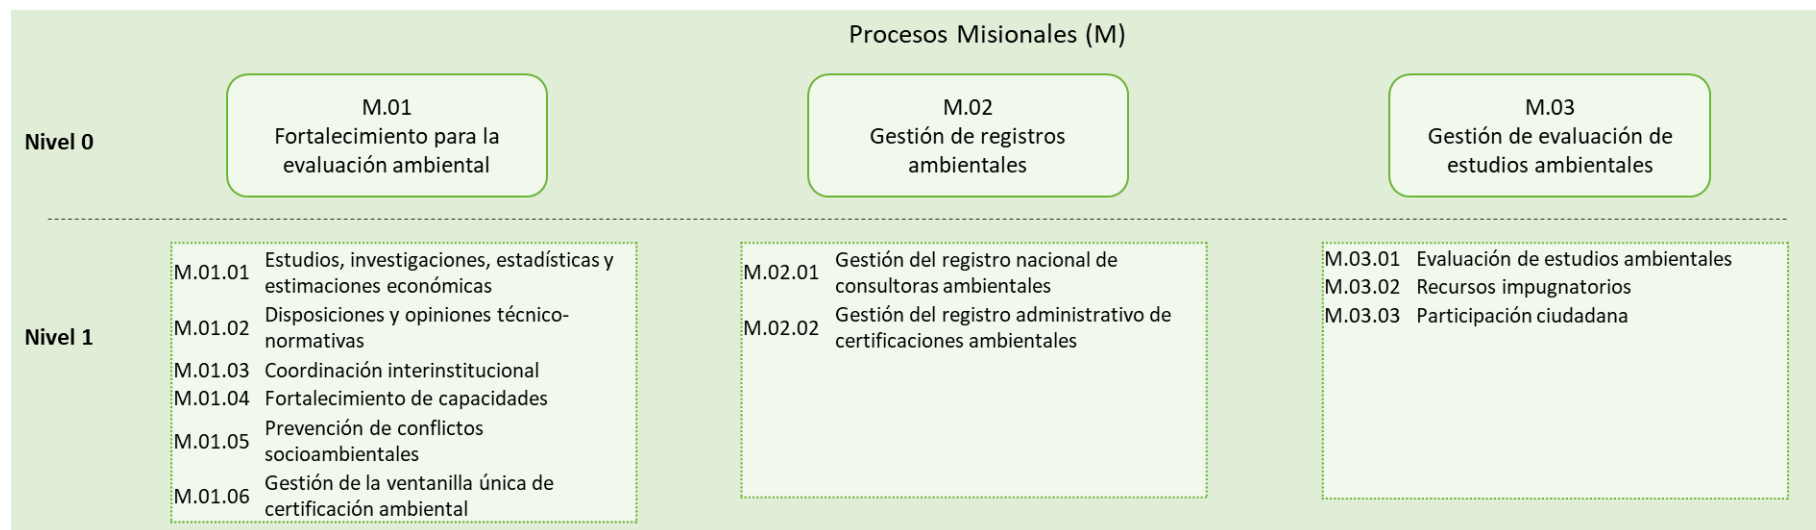 Procesos Misionales (M)
Nivel 0
M.01
Fortalecimiento para la
evaluación ambiental
M.02
Gestión de registros
ambientales
M.03
Gestión de evaluación de
estudios ambientales
Nivel 1
M.01.01 Estudios, investigaciones, estadísticas y
estimaciones económicas
M.01.02 Disposiciones y opiniones técnico-
normativas
M.01.03 Coordinación interinstitucional
M.01.04 Fortalecimiento de capacidades
M.01.05 Prevención de conflictos
socioambientales
M.01.06 Gestión de la ventanilla única de
certificación ambiental
M.02.01 Gestión del registro nacional de
consultoras ambientales
M.02.02 Gestión del registro administrativo de
certificaciones ambientales
M.03.01 Evaluación de estudios ambientales
M.03.02 Recursos impugnatorios
M.03.03 Participación ciudadana